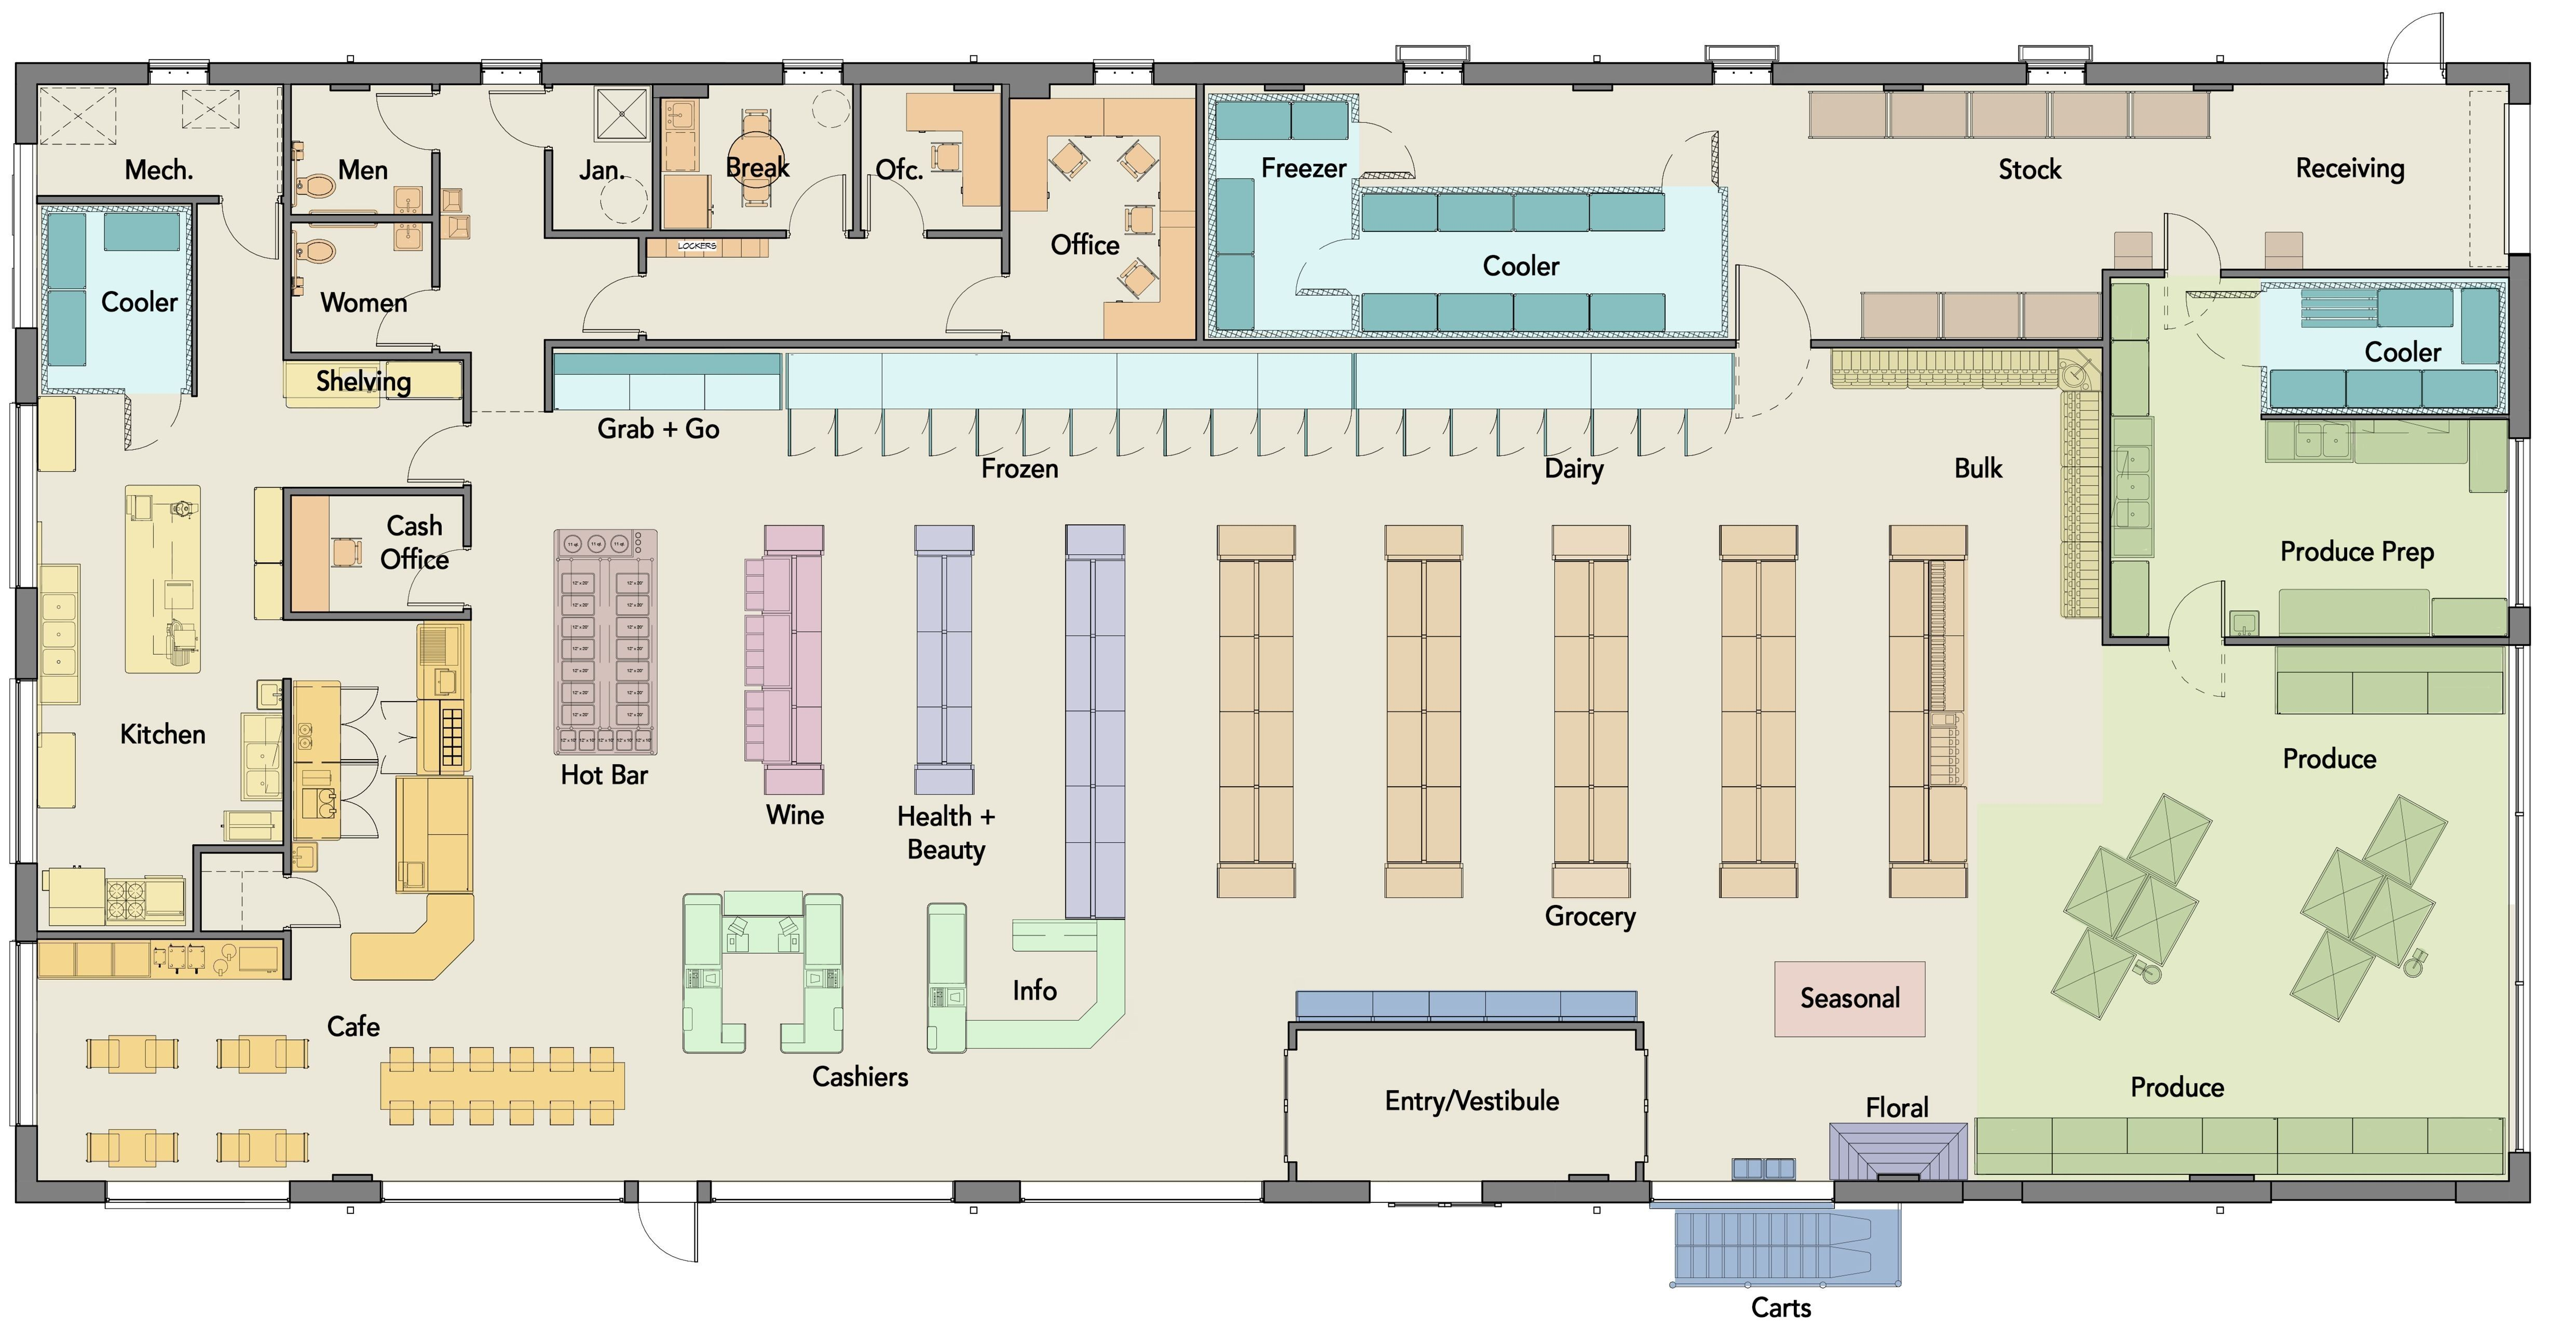 Mech.
Men
Jan.
Break
Ofc.
Freezer
Stock
Receiving
LOCKERS
Office
Cooler
Cooler
Women
Cooler
Shelving
Grab + Go
Frozen
Dairy
Bulk
Cash
Office
Produce Prep
Kitchen
Hot Bar
Wine
Health +
Beauty
Produce
Grocery
Info
Seasonal
Cafe
Cashiers
Entry/Vestibule
Floral
Produce
Carts